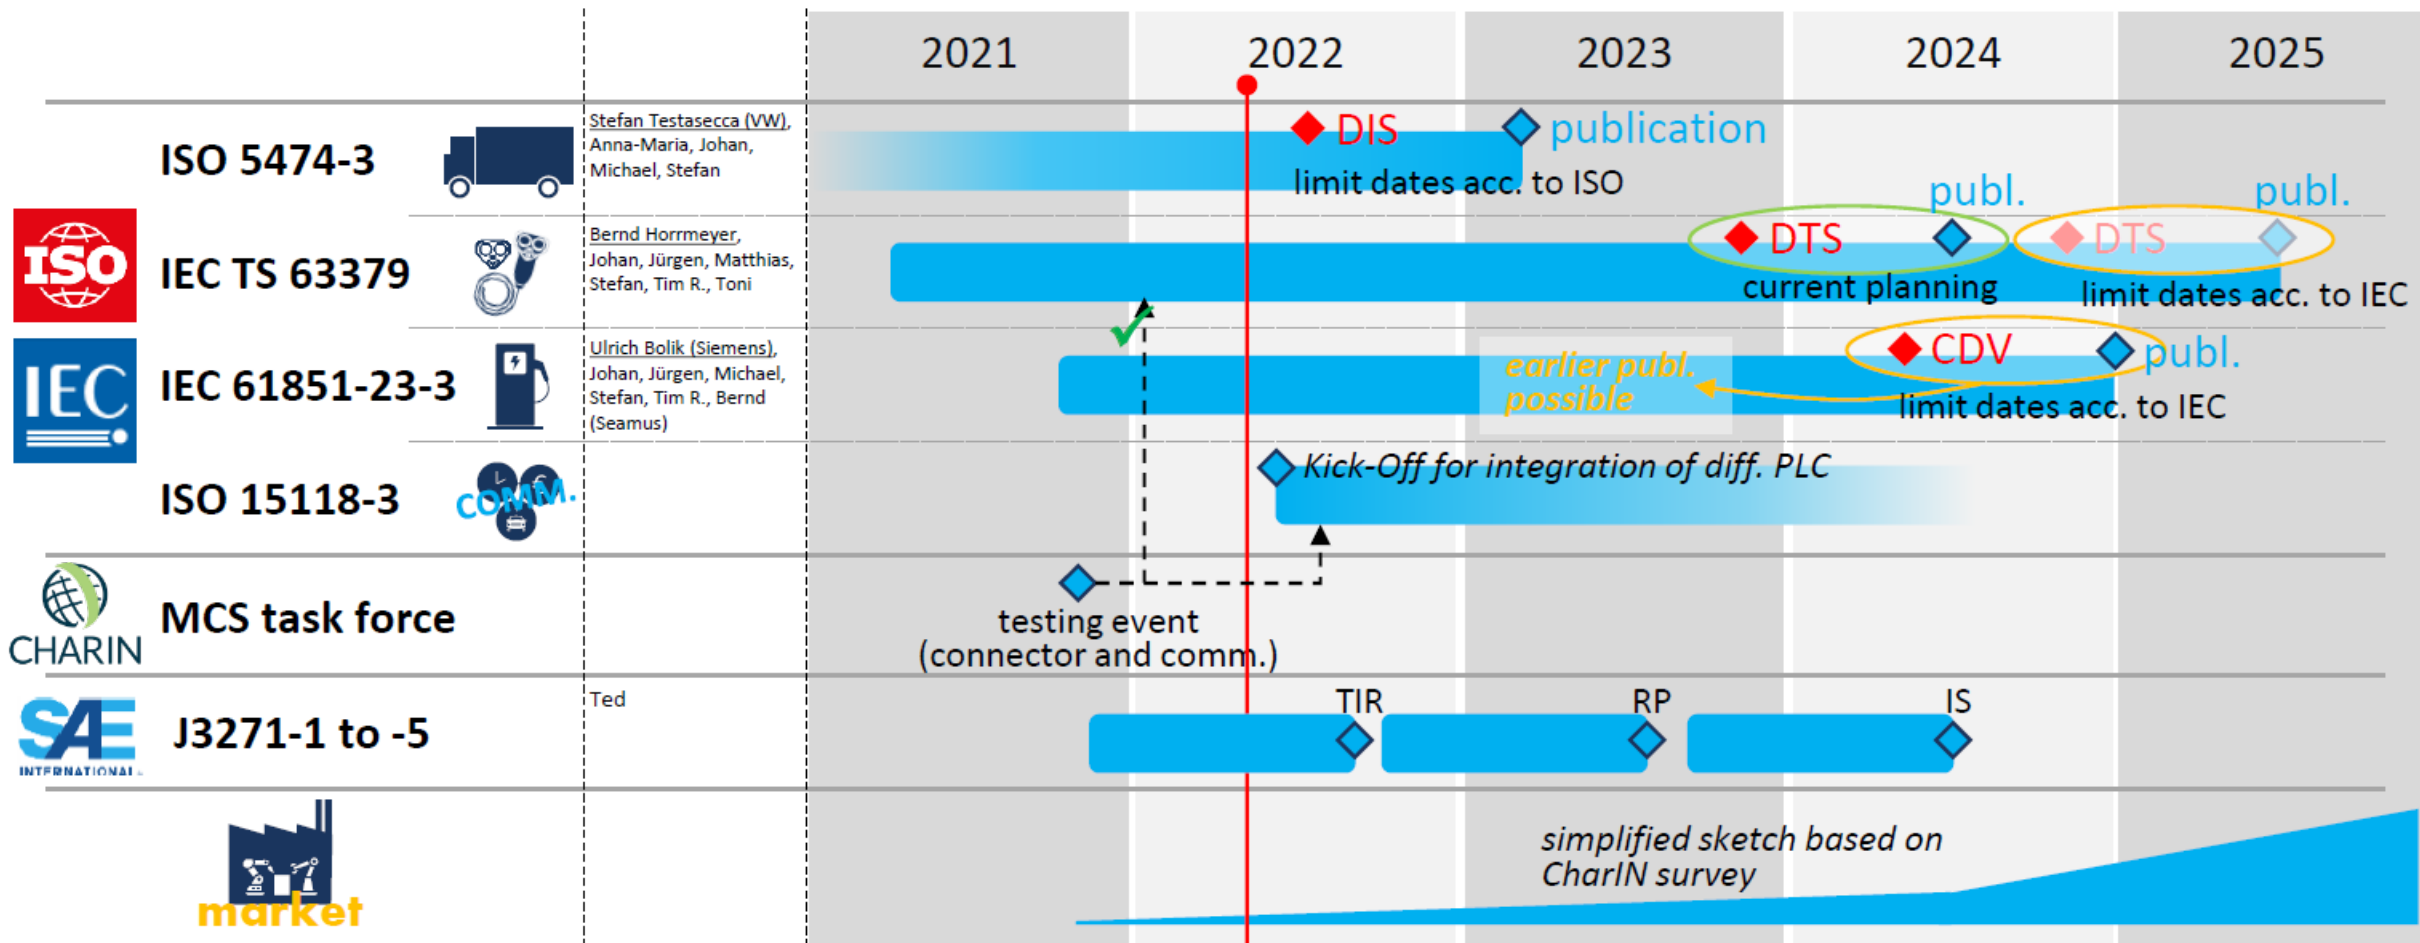 2021 2022 2023 2024 2025
ISO 5474-3
Stefan Testasecca (VW),
Anna-Maria, Johan,
Michael, Stefan
DIS
publication
limit dates acc. to ISO
ISO
IEC TS 63379
Bernd Horrmeyer,
Johan, Jürgen, Matthias,
Stefan, Tim R., Toni
DTS
publ.
current planning
DTS
publ.
limit dates acc. to IEC
IEC
IEC 61851-23-3
Ulrich Bolik (Siemens),
Johan, Jürgen, Michael,
Stefan, Tim R., Bernd
(Seamus)
earlier publ.
possible
CDV
publ.
limit dates acc. to IEC
ISO 15118-3
COMM.
Kick-Off for integration of diff. PLC
CHARIN
MCS task force
testing event
(connector and comm.)
SAE
INTERNATIONAL
J3271-1 to -5
Ted
TIR
RP
IS
market
simplified sketch based on
CharIN survey